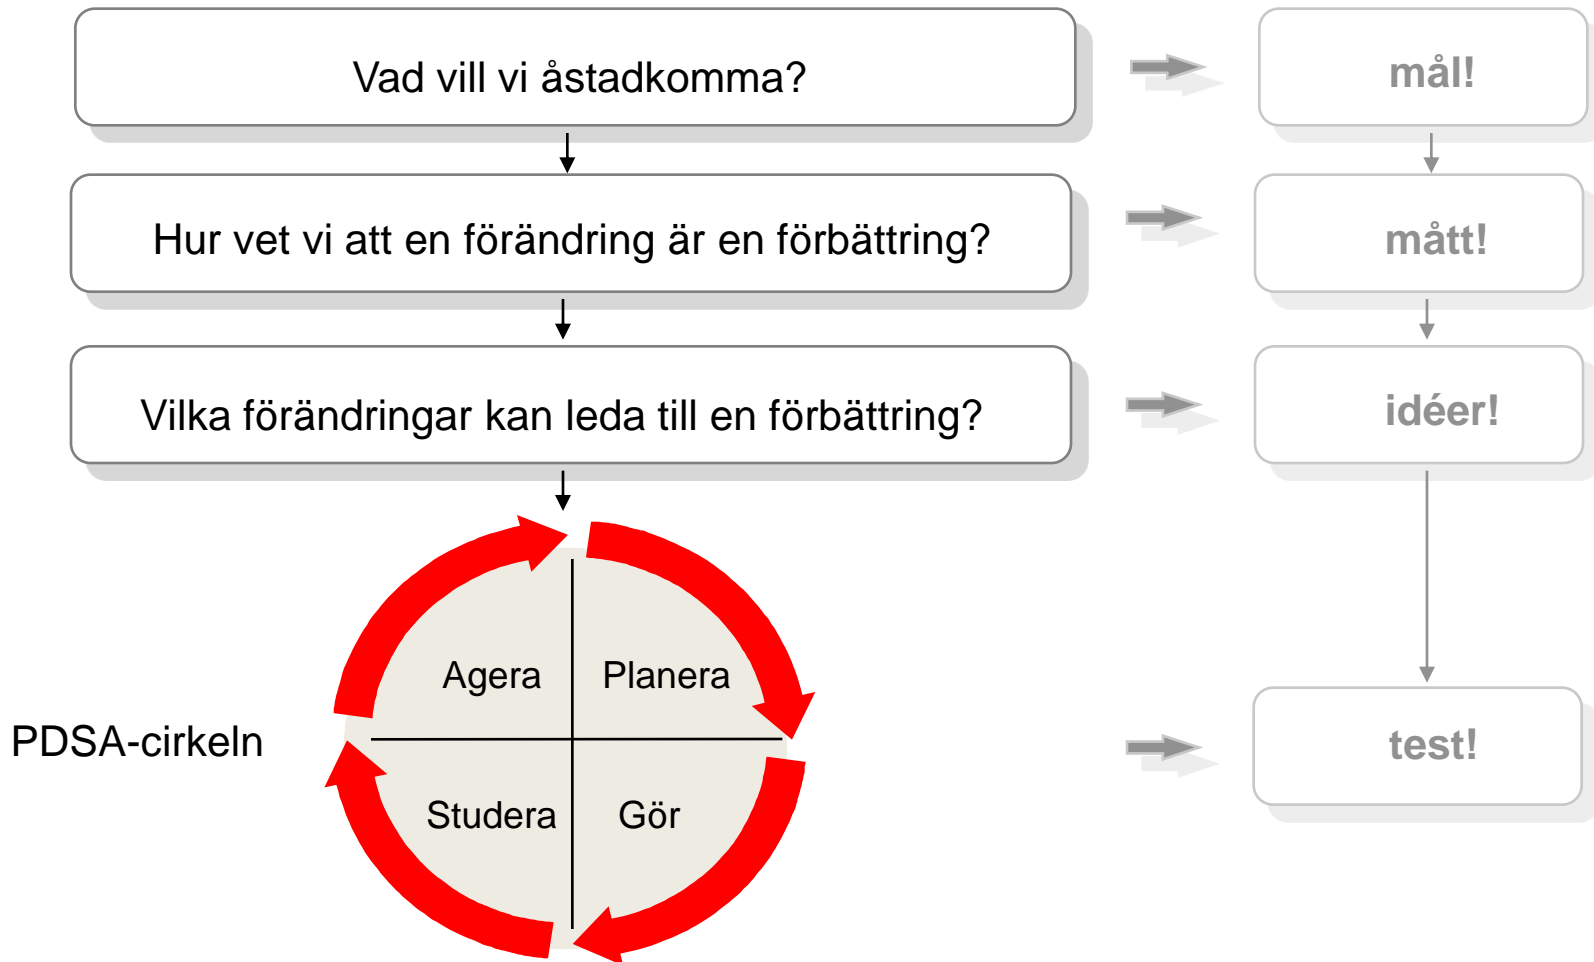 Vad vill vi åstadkomma?
mål!
Hur vet vi att en förändring är en förbättring?
mått!
Vilka förändringar kan leda till en förbättring?
idéer!
Agera
Planera
PDSA-cirkeln
test!
Studera
Gör